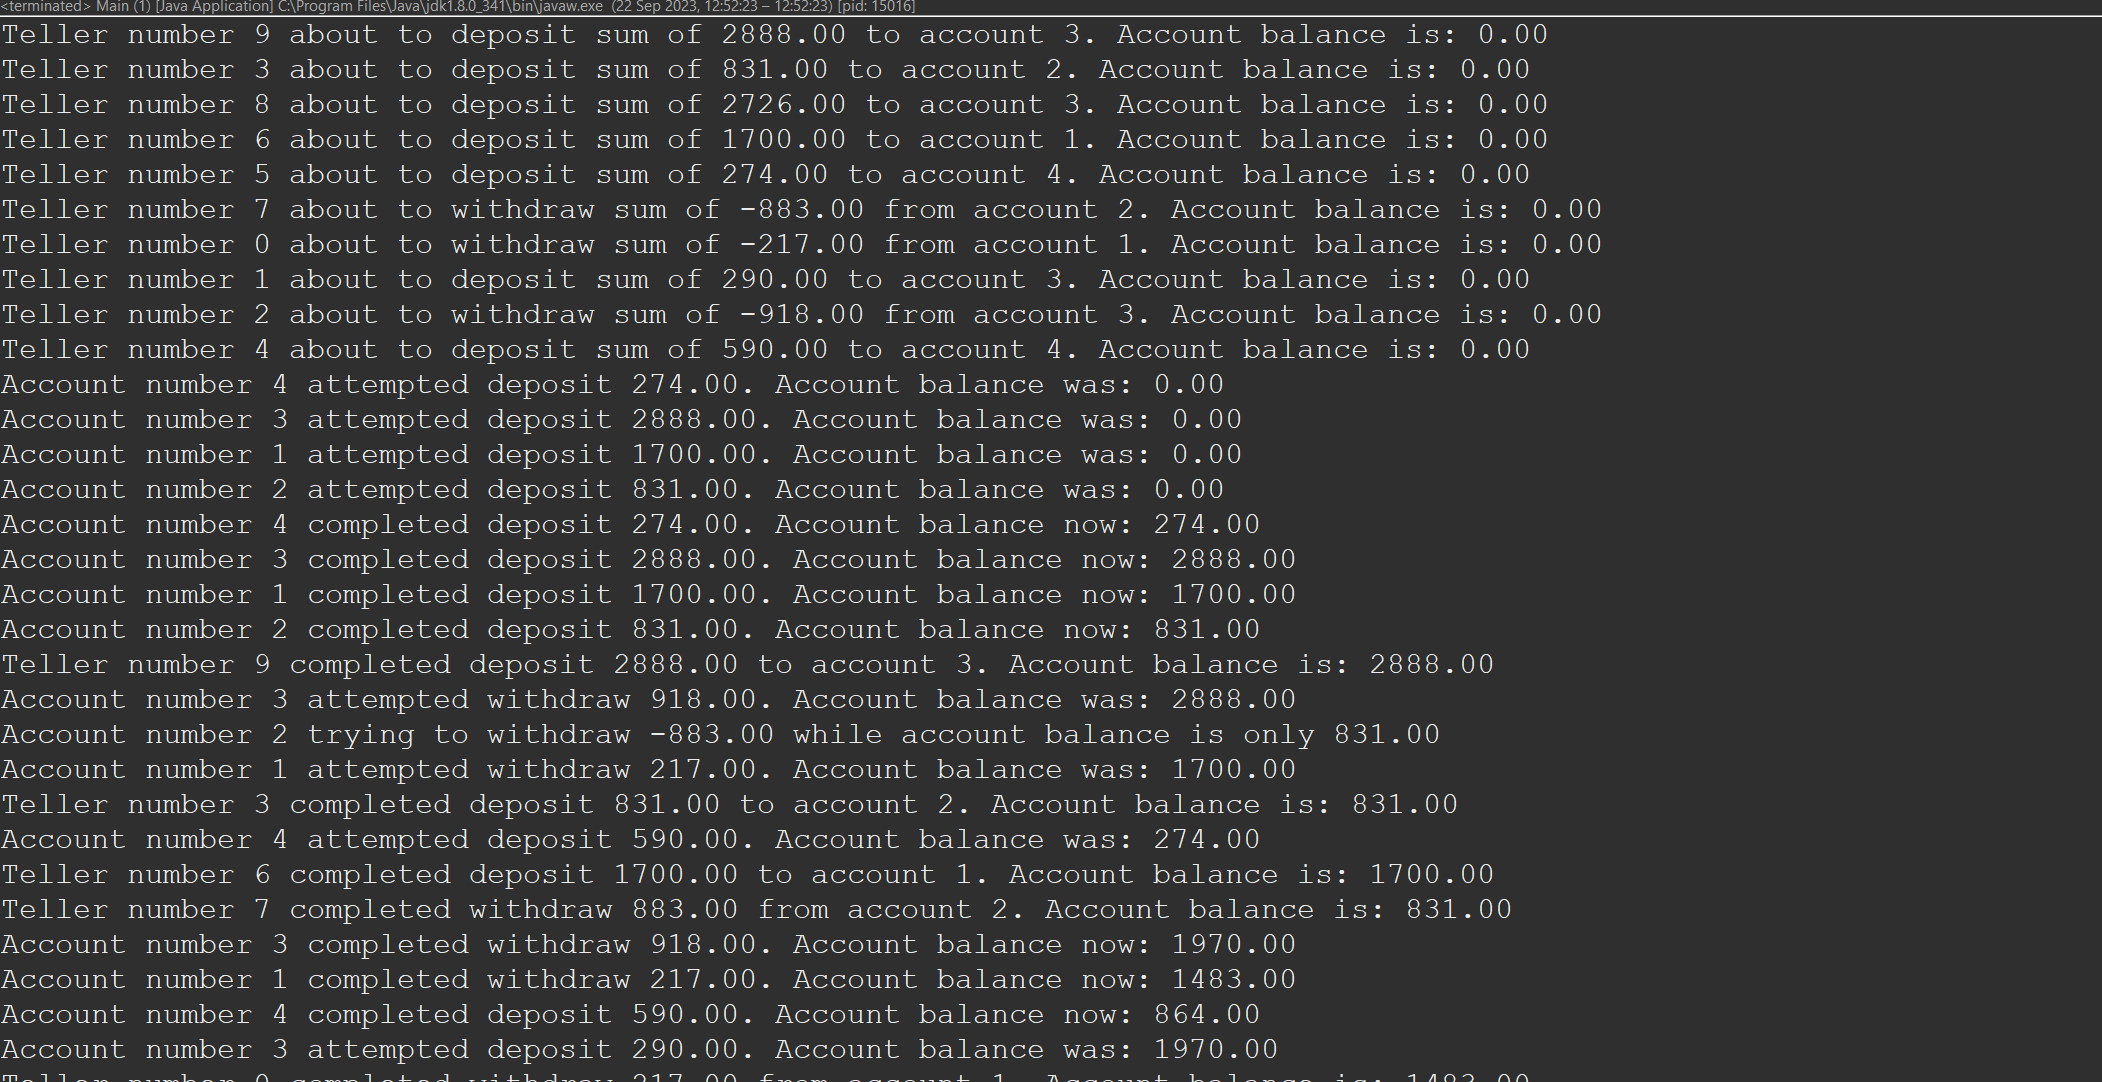 <terminated> Main (1) [Java Application] C:\Program Files\Java\jdk1.8.0_341\bin\javaw.exe (22 Sep 2023, 12:52:23 – 12:52:23) [pid: 15016]
Teller number 9 about to deposit sum of 2888.00 to account 3. Account balance is: 0.00
Teller number 3 about to deposit sum of 831.00 to account 2. Account balance is: 0.00
Teller number 8 about to deposit sum of 2726.00 to account 3. Account balance is: 0.00
Teller number 6 about to deposit sum of 1700.00 to account 1. Account balance is: 0.00
Teller number 5 about to deposit sum of 274.00 to account 4. Account balance is: 0.00
Teller number 7 about to withdraw sum of -883.00 from account 2. Account balance is: 0.00
Teller number 0 about to withdraw sum of -217.00 from account 1. Account balance is: 0.00
Teller number 1 about to deposit sum of 290.00 to account 3. Account balance is: 0.00
Teller number 2 about to withdraw sum of -918.00 from account 3. Account balance is: 0.00
Teller number 4 about to deposit sum of 590.00 to account 4. Account balance is: 0.00
Account number 4 attempted deposit 274.00. Account balance was: 0.00
Account number 3 attempted deposit 2888.00. Account balance was: 0.00
Account number 1 attempted deposit 1700.00. Account balance was: 0.00
Account number 2 attempted deposit 831.00. Account balance was: 0.00
Account number 4 completed deposit 274.00. Account balance now: 274.00
Account number 3 completed deposit 2888.00. Account balance now: 2888.00
Account number 1 completed deposit 1700.00. Account balance now: 1700.00
Account number 2 completed deposit 831.00. Account balance now: 831.00
Teller number 9 completed deposit 2888.00 to account 3. Account balance is: 2888.00
Account number 3 attempted withdraw 918.00. Account balance was: 2888.00
Account number 2 trying to withdraw -883.00 while account balance is only 831.00
Account number 1 attempted withdraw 217.00. Account balance was: 1700.00
Teller number 3 completed deposit 831.00 to account 2. Account balance is: 831.00
Account number 4 attempted deposit 590.00. Account balance was: 274.00
Teller number 6 completed deposit 1700.00 to account 1. Account balance is: 1700.00
Teller number 7 completed withdraw 883.00 from account 2. Account balance is: 831.00
Account number 3 completed withdraw 918.00. Account balance now: 1970.00
Account number 1 completed withdraw 217.00. Account balance now: 1483.00
Account number 4 completed deposit 590.00. Account balance now: 864.00
Account number 3 attempted deposit 290.00. Account balance was: 1970.00
Teller number 0 completed withdraw 217.00 from account 1. Account balance is: 1483.00